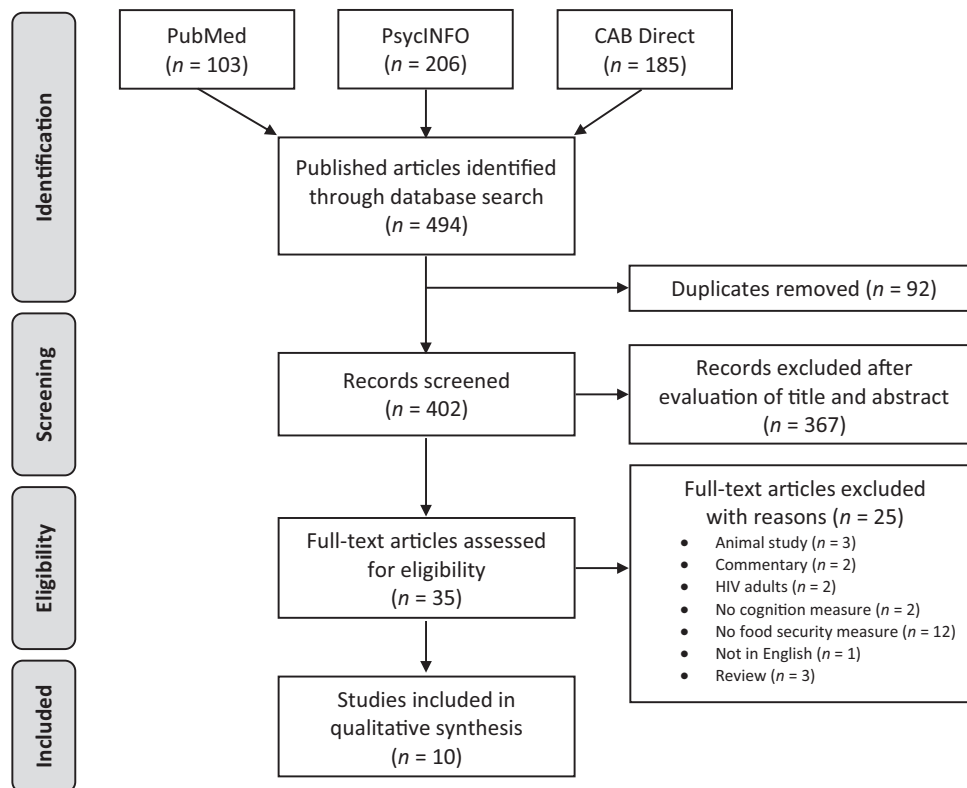 PubMed
(n = 103)
PsycINFO
(n = 206)
CAB Direct
(n = 185)
Identification
Published articles identified
through database search
(n = 494)
Duplicates removed (n = 92)
Screening
Records screened
(n = 402)
Records excluded after
evaluation of title and abstract
(n = 367)
Eligibility
Full-text articles assessed
for eligibility
(n = 35)
Full-text articles excluded
with reasons (n = 25)
• Animal study (n = 3)
• Commentary (n = 2)
• HIV adults (n = 2)
• No cognition measure (n = 2)
• No food security measure (n = 12)
• Not in English (n = 1)
• Review (n = 3)
Included
Studies included in
qualitative synthesis
(n = 10)